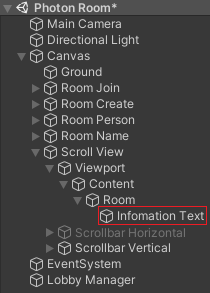 Photon Room*
Main Camera
Directional Light
Canvas
Ground
Room Join
Room Create
Room Person
Room Name
Scroll View
Viewport
Content
Room
Infomation Text
Scrollbar Horizontal
Scrollbar Vertical
EventSystem
Lobby Manager